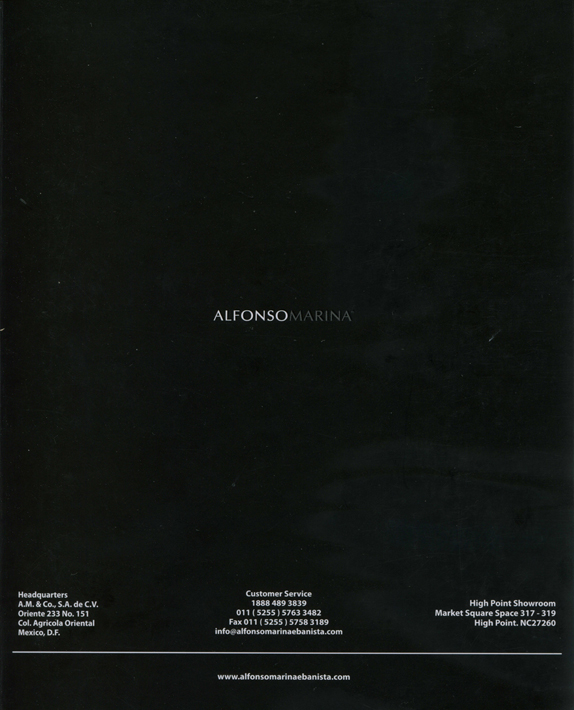 ALFONSOMARINA
Headquarters
A.M. & Co., S.A. de C.V.
Oriente 233 No. 151
Col. Agricola Oriental
Mexico, D.F.
Customer Service
1888 489 3839
011 ( 5255 ) 5763 3482
Fax 011 ( 5255 ) 5758 3189
info@alfonsomarinaebanista.com
High Point Showroom
Market Square Space 317 - 319
High Point. NC27260
www.alfonsomarinaebanista.com